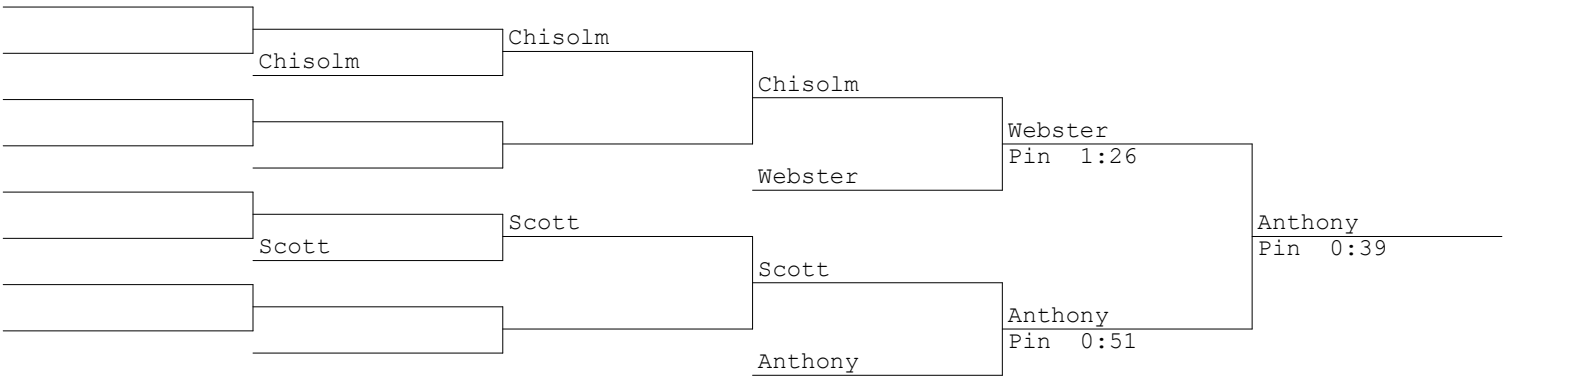 Chisolm
Chisolm
Chisolm
Webster
Pin 1:26
Webster
Scott
Anthony
Scott
Pin 0:39
Scott
Anthony
Pin 0:51
Anthony